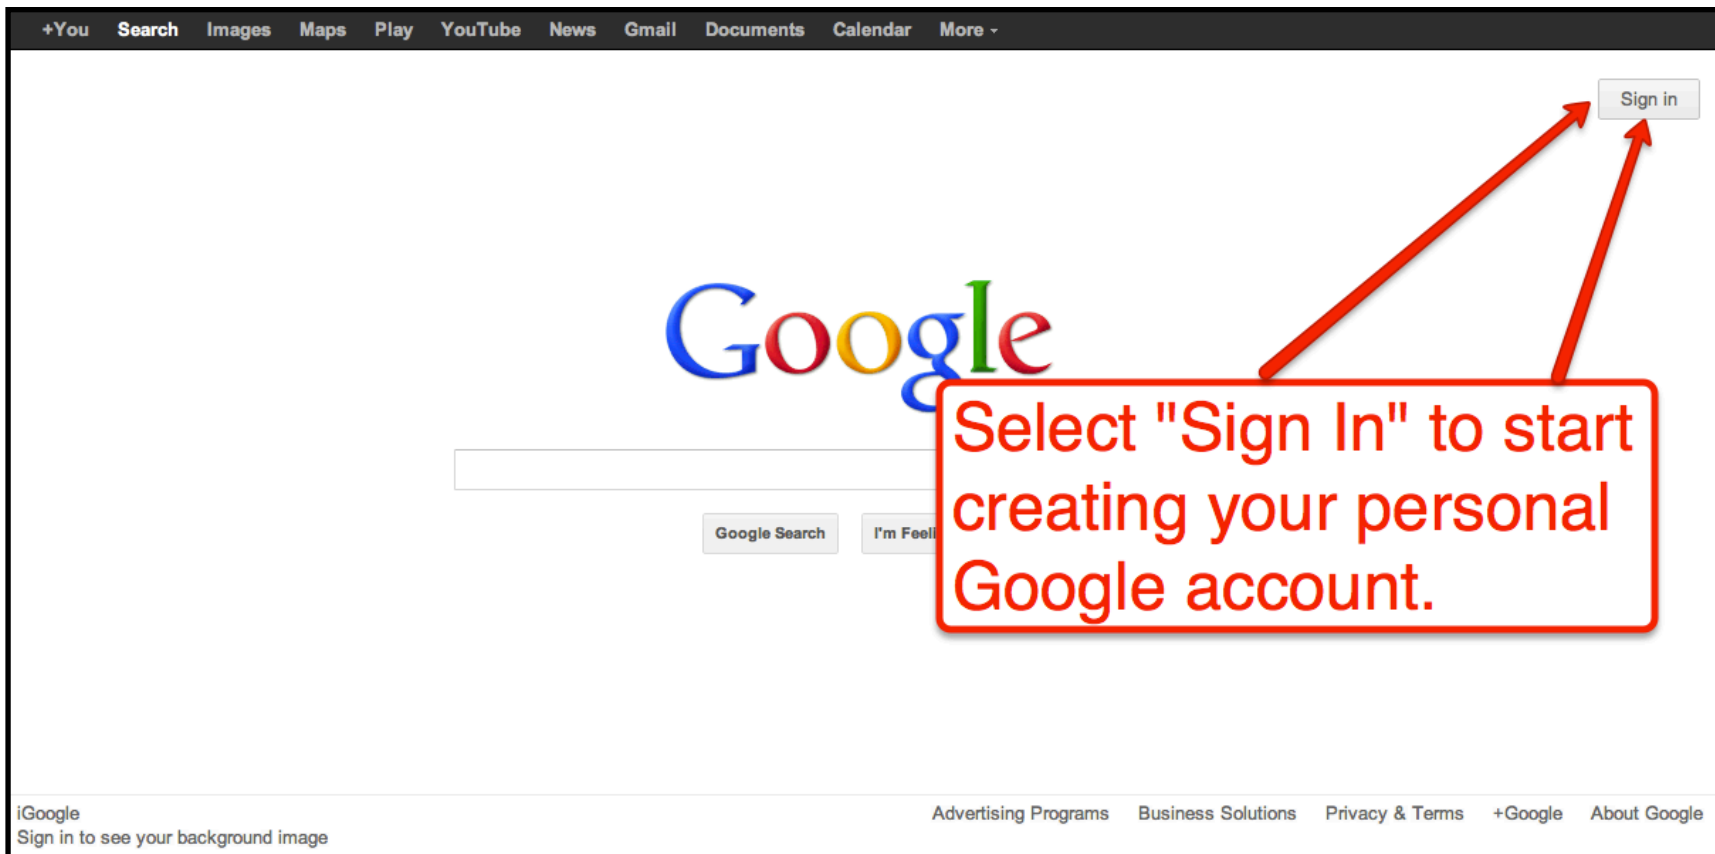 +You Search Images Maps Play YouTube News Gmail Documents Calendar More
Sign in
Google
Select "Sign In" to start
creating your personal
Google account.
Google Search I'm
iGoogle
Sign in to see your background image
Advertising Programs Business Solutions Privacy & Terms +Google About Google